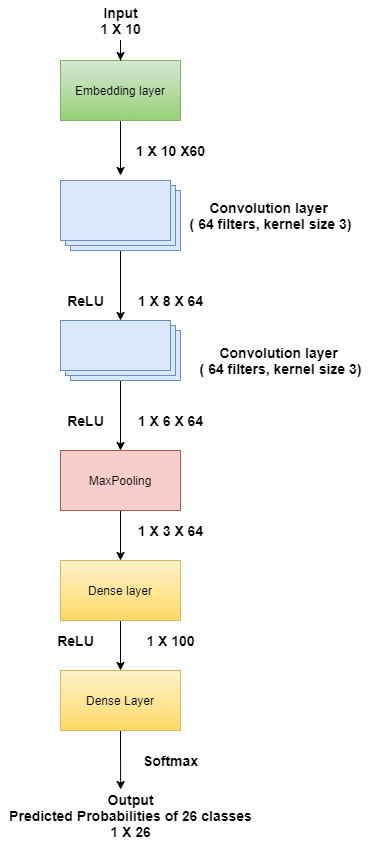 Input
1 X 10
Embedding layer
1 X 10 X60
Convolution layer
( 64 filters, kernel size 3)
ReLU 1 X 8 X 64
Convolution layer
( 64 filters, kernel size 3)
ReLU 1 X 6 X 64
MaxPooling
1 X 3 X 64
Dense layer
ReLU 1 X 100
Dense Layer
Softmax
Output
Predicted Probabilities of 26 classes
1 X 26